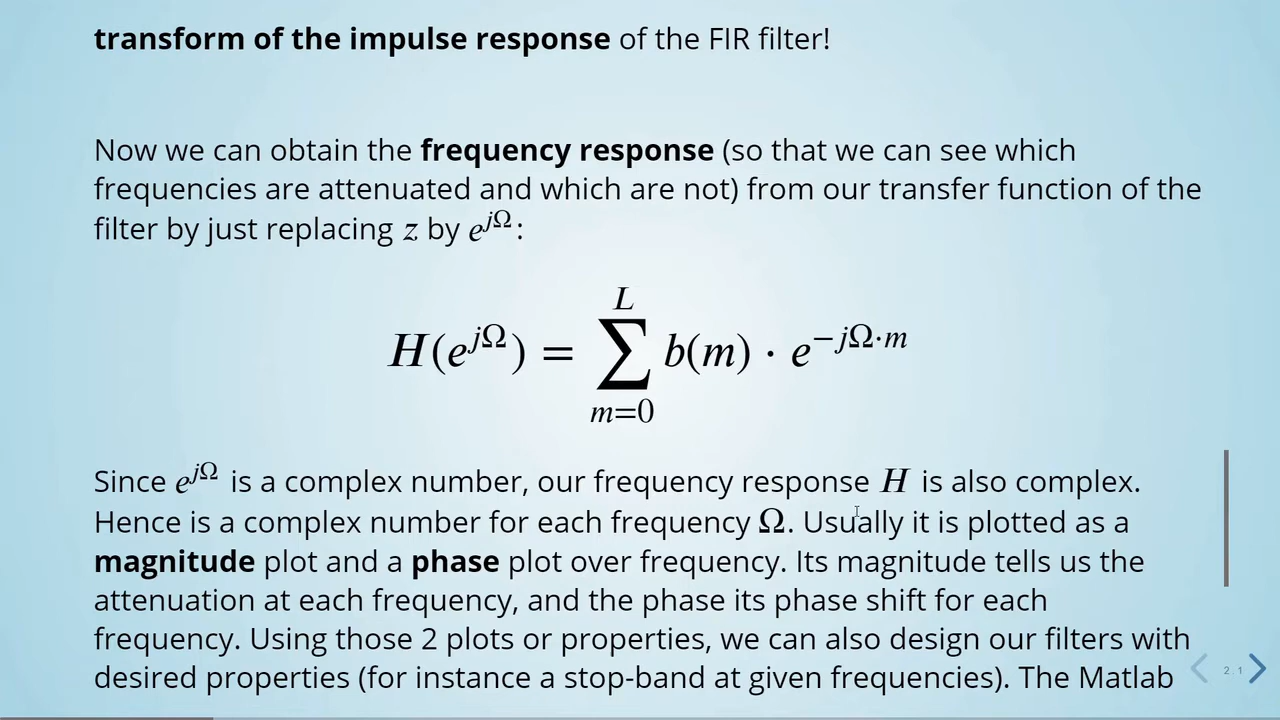 transform of the impulse response of the FIR filter!
Now we can obtain the frequency response (so that we can see which
frequencies are attenuated and which are not) from our transfer function of the
filter by just replacing z by e^{jΩ}:
H(e^{jΩ}) = \sum_{m=0}^{L} b(m) · e^{-jΩ·m}
Since e^{jΩ} is a complex number, our frequency response H is also complex.
Hence is a complex number for each frequency Ω. Usually it is plotted as a
magnitude plot and a phase plot over frequency. Its magnitude tells us the
attenuation at each frequency, and the phase its phase shift for each
frequency. Using those 2 plots or properties, we can also design our filters with
desired properties (for instance a stop-band at given frequencies). The Matlab
2.1